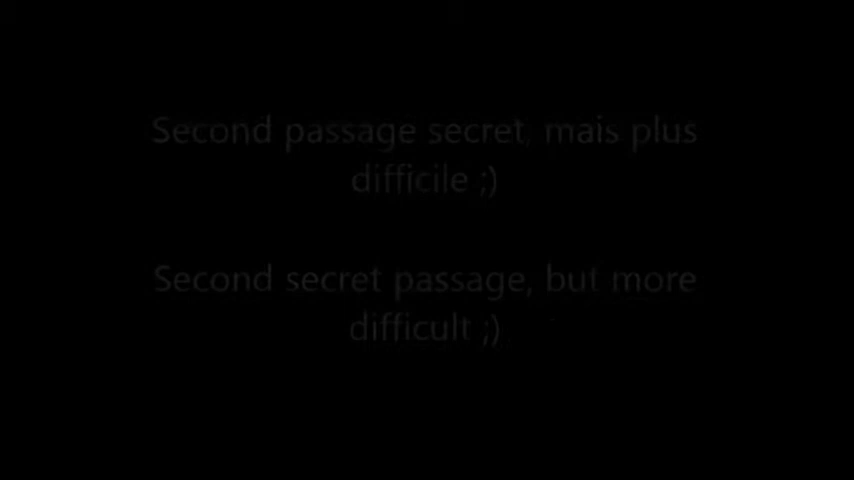 Second passage secret, mais plus
difficile ;)
Second secret passage, but more
difficult ;)